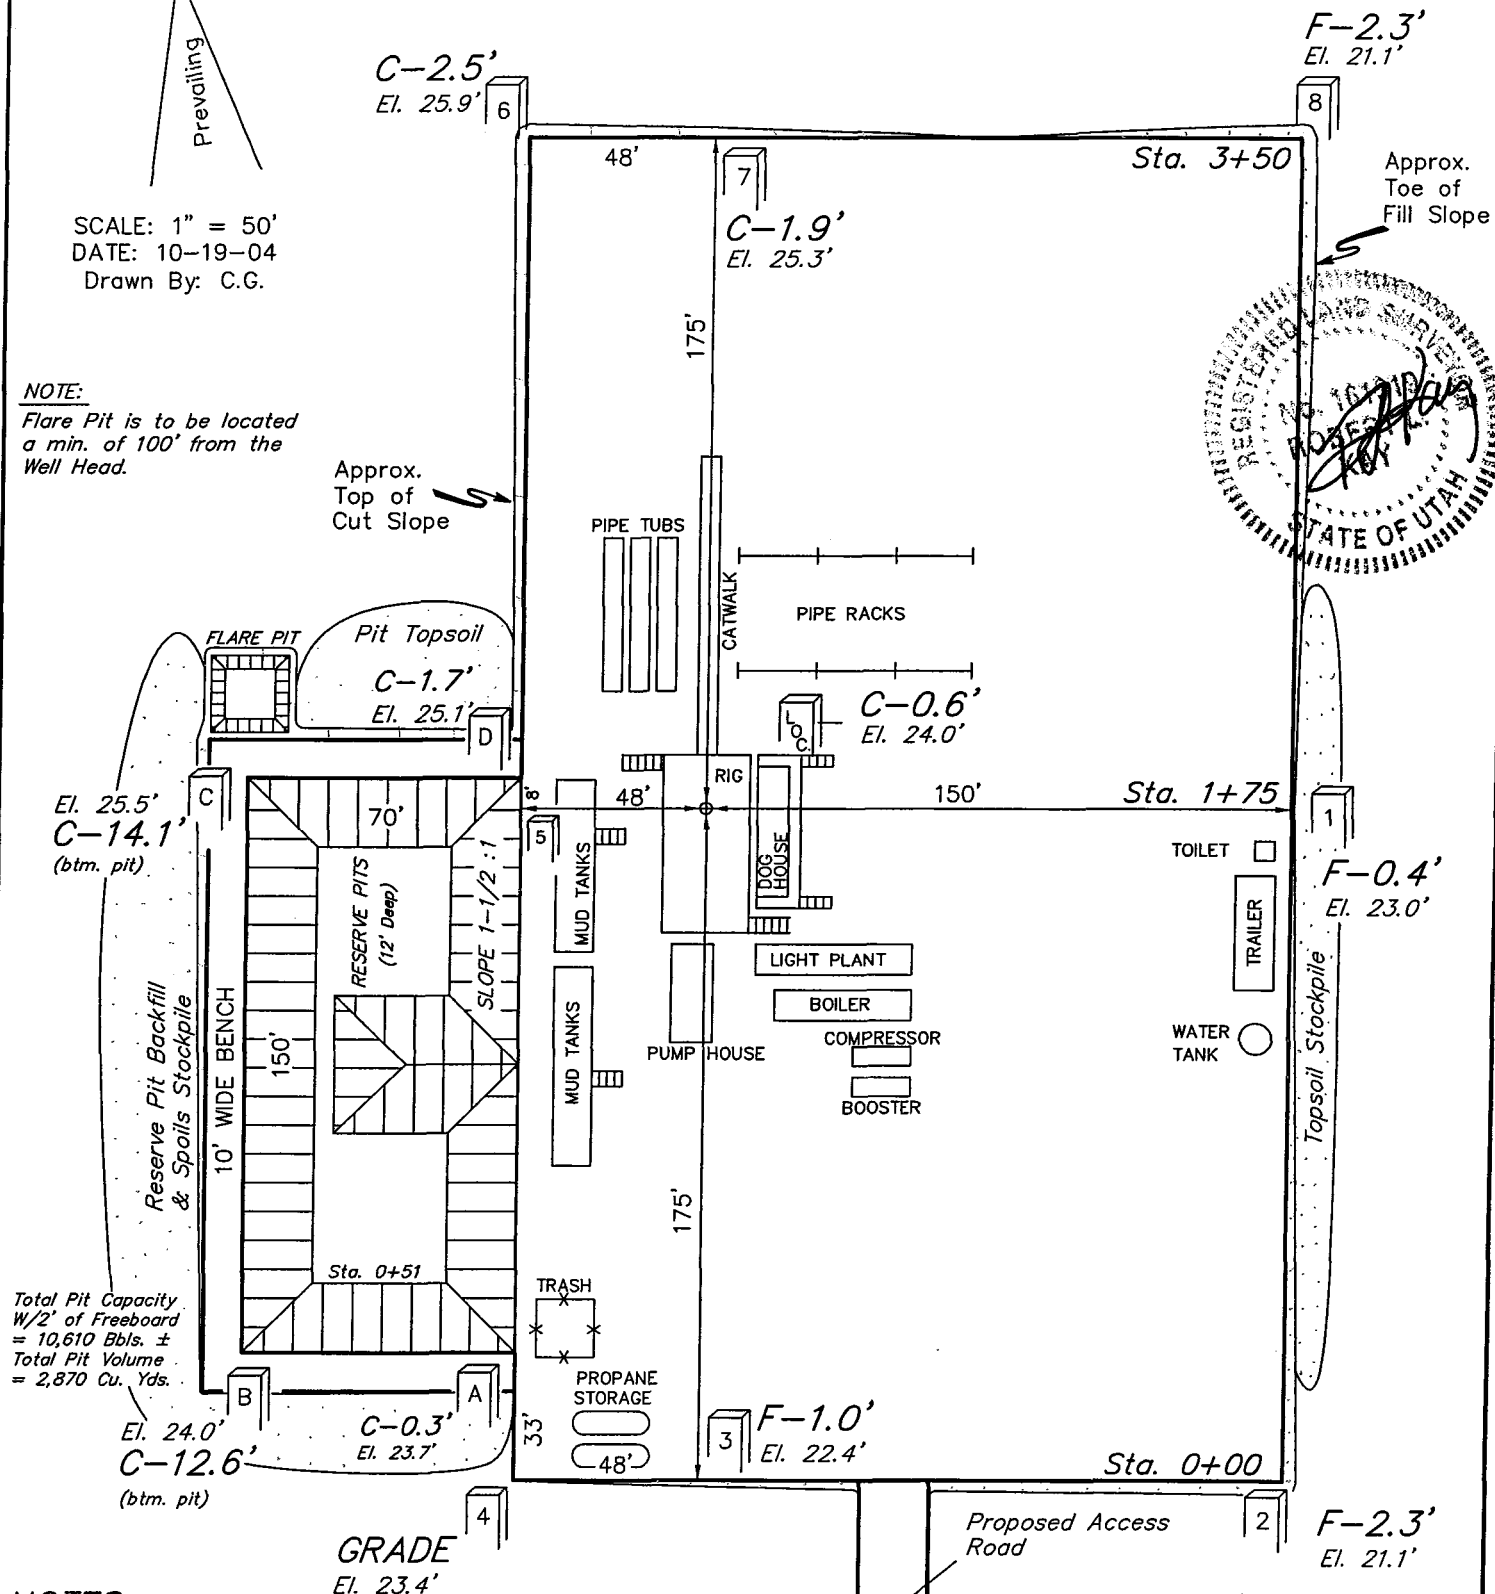 Prevailing
C-2.5'
El. 25.9'
6
F-2.3'
El. 21.1'
8
48'
7
Sta. 3+50
C-1.9'
El. 25.3'
Approx.
Toe of
Fill Slope
SCALE: 1" = 50'
DATE: 10-19-04
Drawn By: C.G.
175'
REGISTERED LAND SURVEYOR
ROBERT L.
KAY
STATE OF UTAH
NOTE:
Flare Pit is to be located
a min. of 100' from the
Well Head.
Approx.
Top of
Cut Slope
PIPE TUBS
CATWALK
PIPE RACKS
FLARE PIT
Pit Topsoil
C-1.7'
El. 25.1'
D
LOC.
C-0.6'
El. 24.0'
C
El. 25.5'
C-14.1'
(btm. pit)
70'
8'
48'
RIG
150'
Sta. 1+75
1
5
F-0.4'
El. 23.0'
RESERVE PITS
(12' Deep)
SLOPE 1-1/2 :1
MUD TANKS
DOG
HOUSE
TOILET
TRAILER
LIGHT PLANT
BOILER
COMPRESSOR
BOOSTER
PUMP HOUSE
MUD TANKS
WATER
TANK
Topsoil Stockpile
Reserve Pit Backfill
& Spoils Stockpile
10' WIDE BENCH
150'
175'
Sta. 0+51
TRASH
Total Pit Capacity
W/2' of Freeboard
= 10,610 Bbls. ±
Total Pit Volume
= 2,870 Cu. Yds.
PROPANE
STORAGE
B
A
El. 24.0'
C-12.6'
(btm. pit)
C-0.3'
El. 23.7'
33'
48'
3
F-1.0'
El. 22.4'
Sta. 0+00
4
GRADE
El. 23.4'
Proposed Access
Road
2
F-2.3'
El. 21.1'